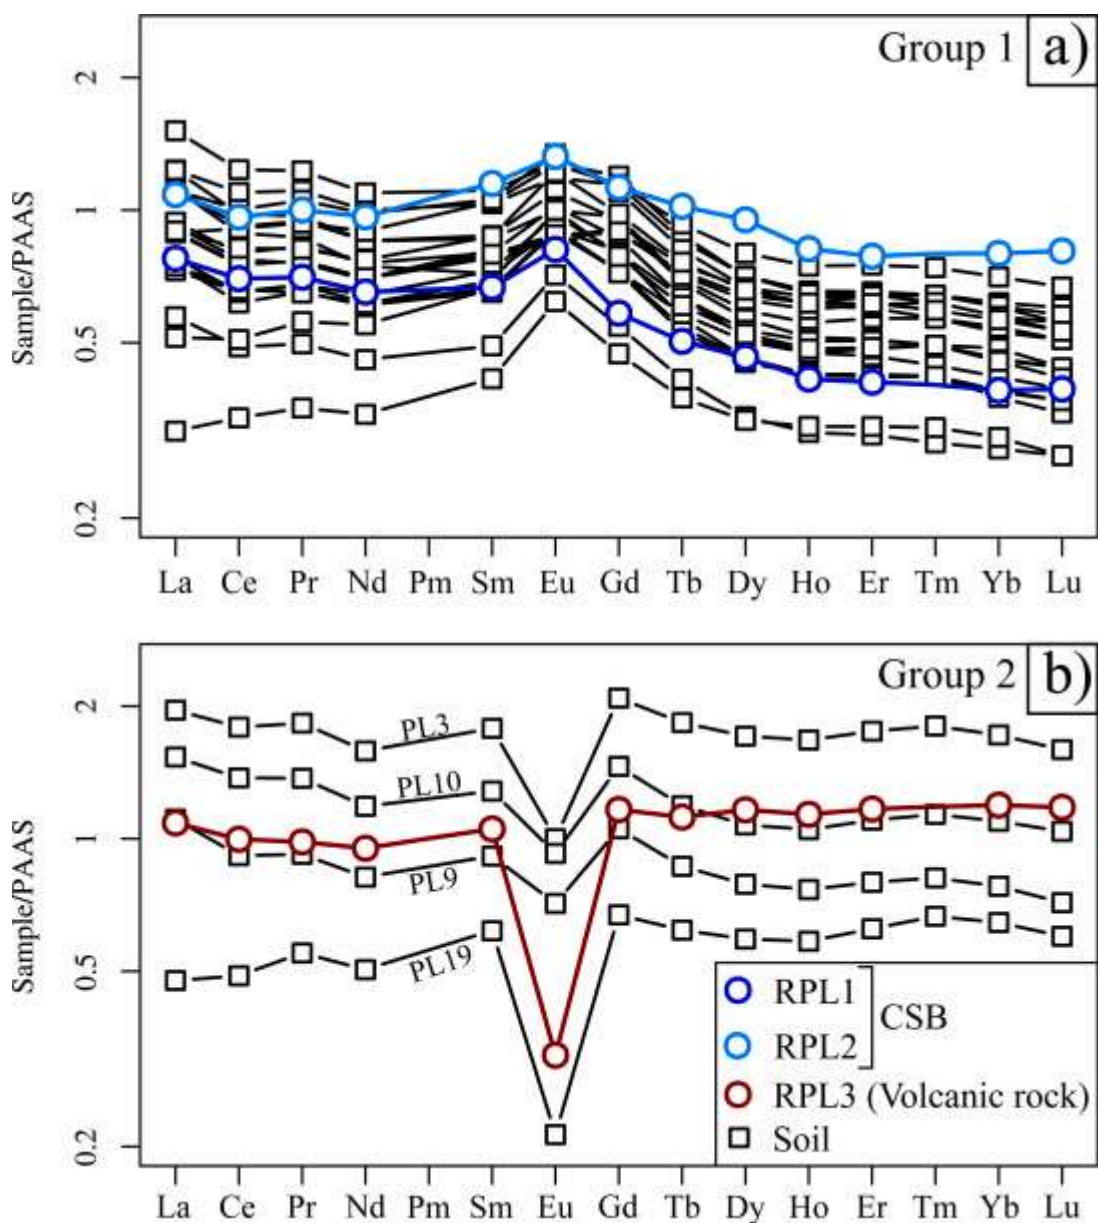 Group 1 a)
2
1
0.5
0.2
Sample/PAAS
La Ce Pr Nd Pm Sm Eu Gd Tb Dy Ho Er Tm Yb Lu
Group 2 b)
2
1
0.5
0.2
Sample/PAAS
PL3
PL10
PL9
PL19
RPL1
RPL2
CSB
RPL3 (Volcanic rock)
Soil
La Ce Pr Nd Pm Sm Eu Gd Tb Dy Ho Er Tm Yb Lu